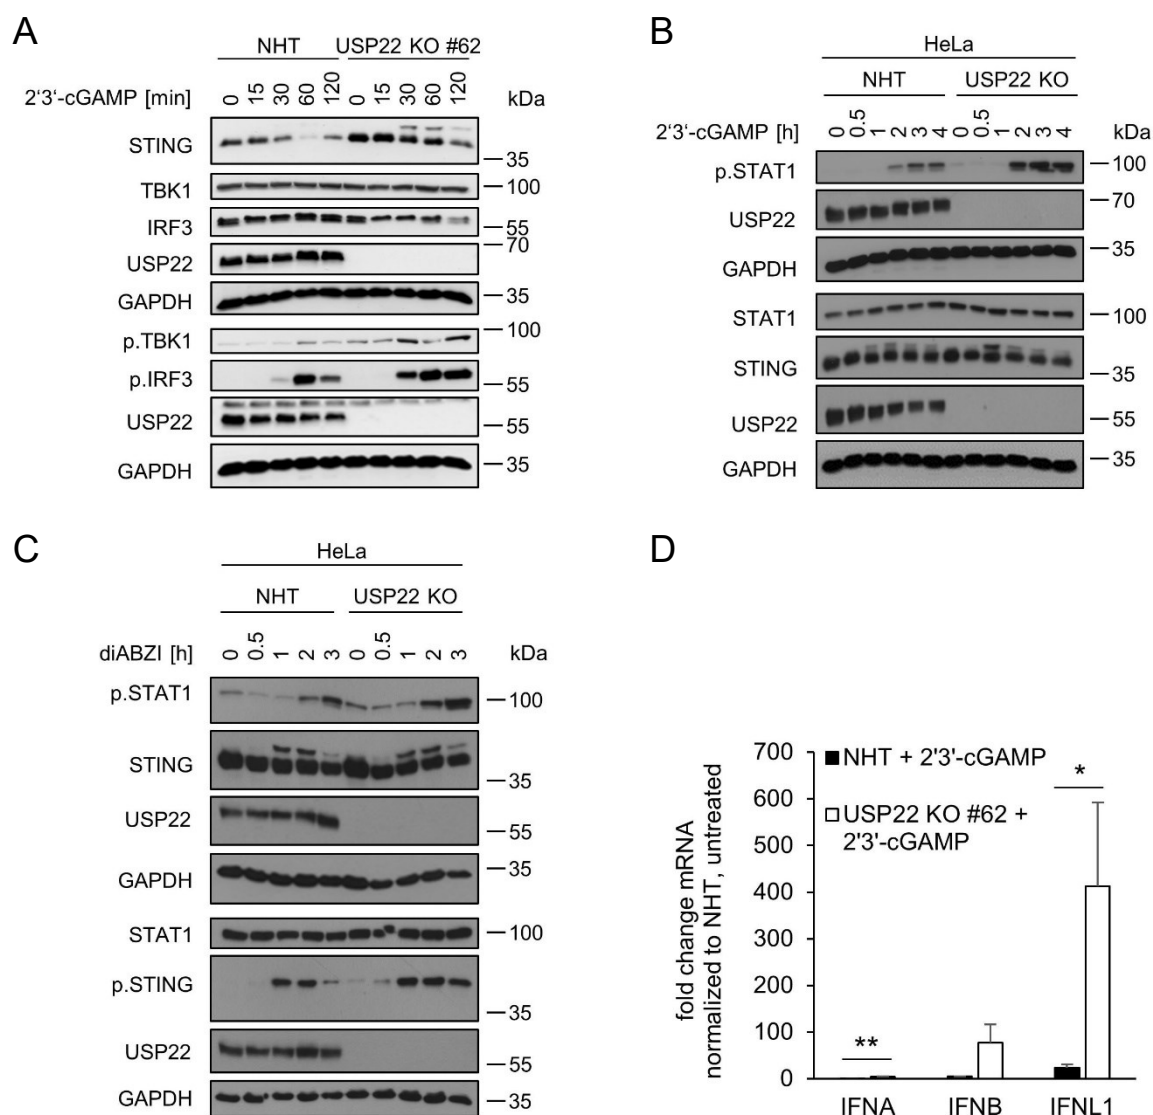 A
NHT USP22 KO #62
2'3'-cGAMP [min] 0 15 30 60 120 0 15 30 60 120 kDa
STING 35
TBK1 100
IRF3 55
70
USP22
GAPDH 35
p.TBK1 100
p.IRF3 55
USP22 55
GAPDH 35
B
HeLa
NHT USP22 KO
2'3'-cGAMP [h] 0 0.5 1 2 3 4 0 0.5 1 2 3 4 kDa
p.STAT1 100
USP22 70
GAPDH 35
STAT1 100
STING 35
USP22 55
GAPDH 35
C
HeLa
NHT USP22 KO
diABZI [h] 0 0.5 1 2 3 0 0.5 1 2 3 kDa
p.STAT1 100
STING 35
USP22 55
GAPDH 35
STAT1 100
p.STING 35
USP22 55
GAPDH 35
D
fold change mRNA
normalized to NHT, untreated
700
600
500
400
300
200
100
0
NHT + 2'3'-cGAMP
USP22 KO #62 +
2'3'-cGAMP
**
*
IFNA IFNB IFNL1